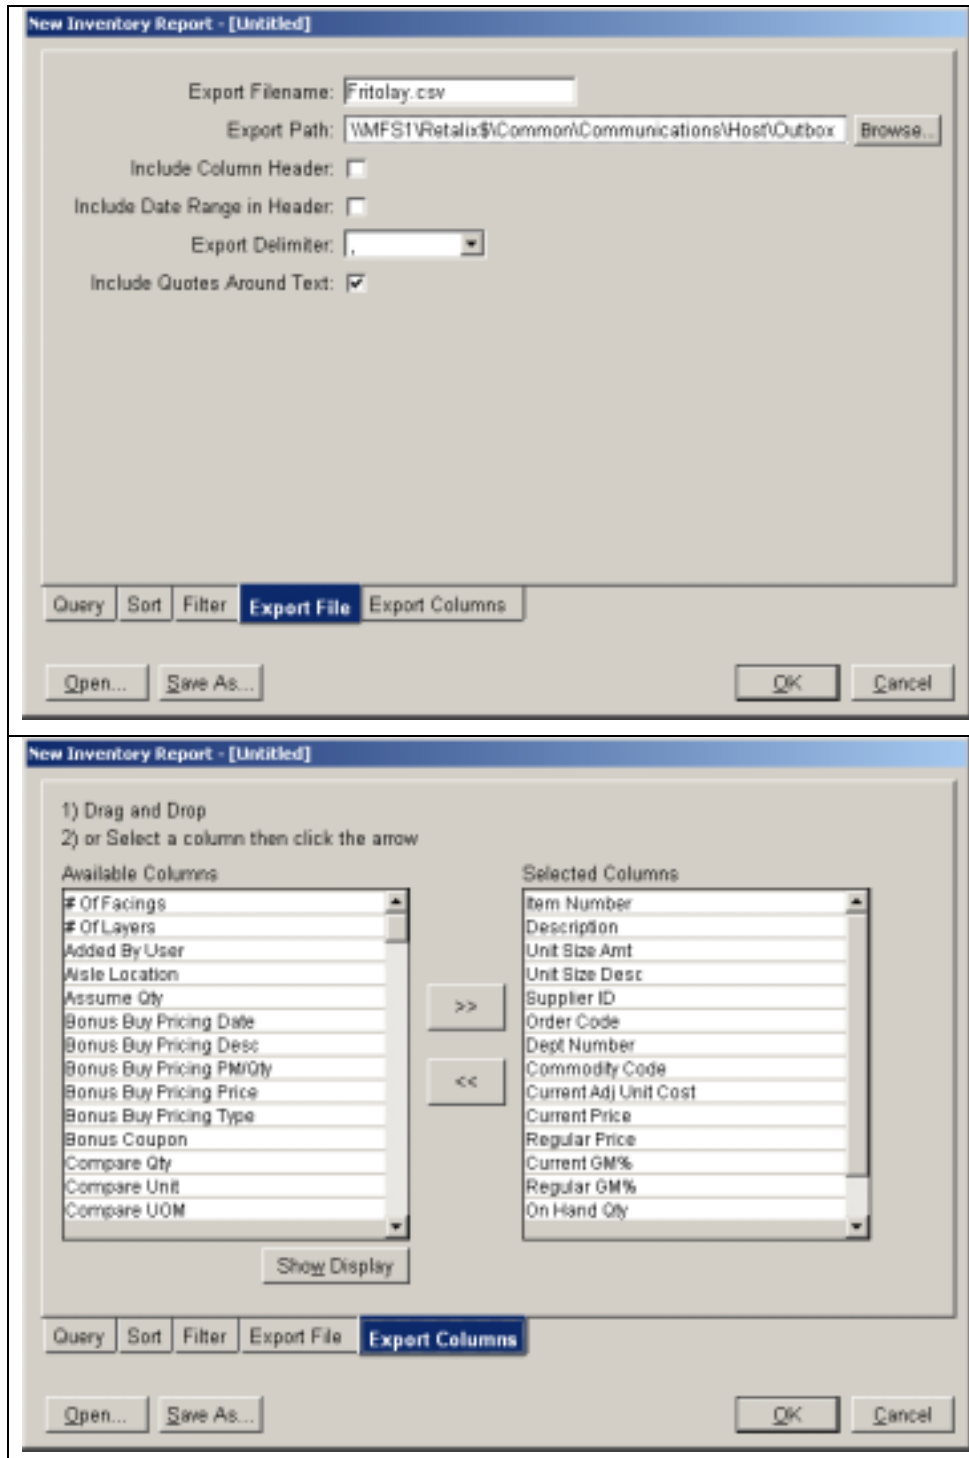 New Inventory Report - [Untitled]
Export Filename: Fritolay.csv
Export Path: \\MFS1\Retalix$\Common\Communications\Host\Outbox Browse...
Include Column Header:
Include Date Range in Header:
Export Delimiter: ,
Include Quotes Around Text:
Query Sort Filter Export File Export Columns
Open... Save As... OK Cancel
New Inventory Report - [Untitled]
1) Drag and Drop
2) or Select a column then click the arrow
Available Columns Selected Columns
# Of Facings Item Number
# Of Layers Description
Added By User Unit Size Amt
Aisle Location Unit Size Desc
Assume Qty Supplier ID
>>
Bonus Buy Pricing Date Order Code
Bonus Buy Pricing Desc Dept Number
Bonus Buy Pricing PM/Qty Commodity Code
<<
Bonus Buy Pricing Price Current Adj Unit Cost
Bonus Buy Pricing Type Current Price
Bonus Coupon Regular Price
Compare Qty Current GM%
Compare Unit Regular GM%
Compare UOM On Hand Qty
Show Display
Query Sort Filter Export File Export Columns
Open... Save As... OK Cancel